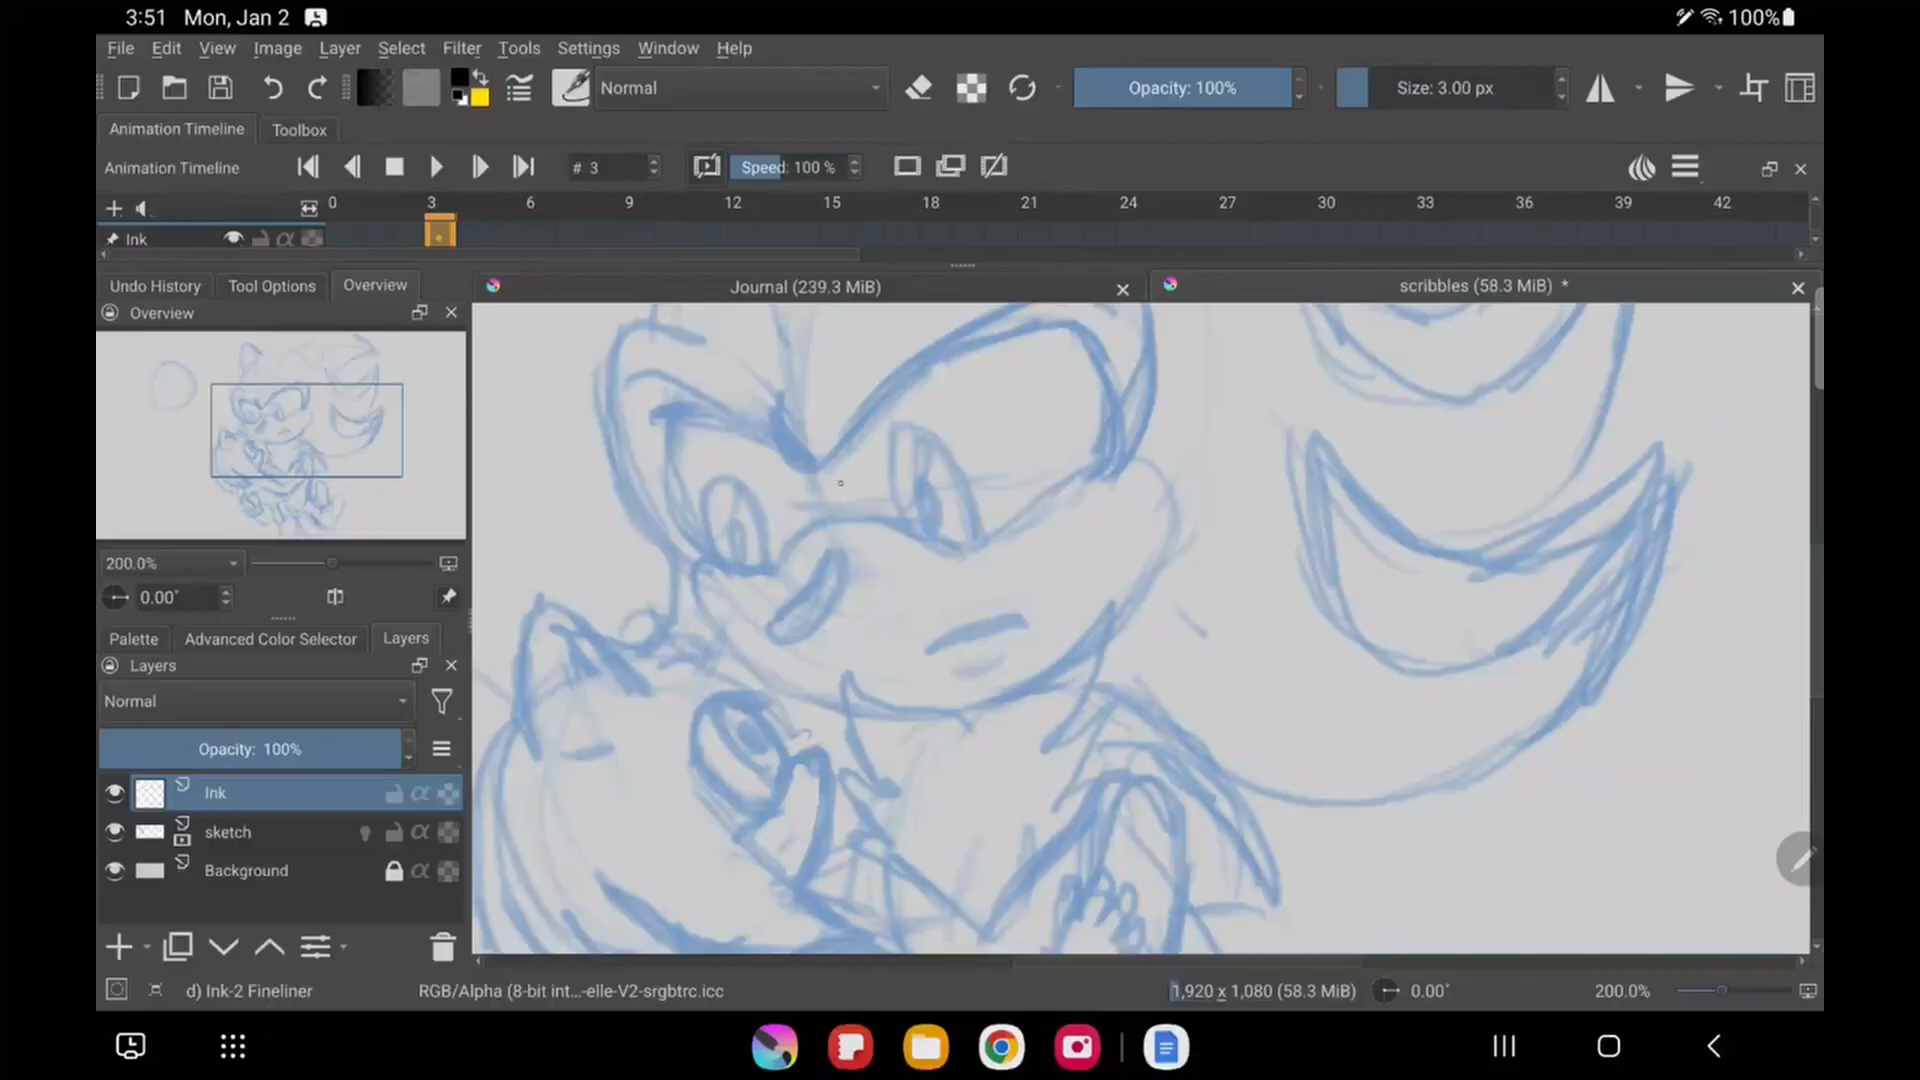 3:51 Mon, Jan 2 100%
File Edit View Image Layer Select Filter Tools Settings Window Help
Normal Opacity: 100% Size: 3.00 px
Animation Timeline Toolbox
Animation Timeline # 3 Speed: 100 %
0 3 6 9 12 15 18 21 24 27 30 33 36 39 42
Ink α
Undo History Tool Options Overview Journal (239.3 MiB) scribbles (58.3 MiB) *
Overview
200.0%
0.00°
Palette Advanced Color Selector Layers
Layers
Normal
Opacity: 100%
Ink α
sketch α
Background α
d) Ink-2 Fineliner RGB/Alpha (8-bit int...-elle-V2-srgbtrc.icc 1,920 x 1,080 (58.3 MiB) 0.00° 200.0%